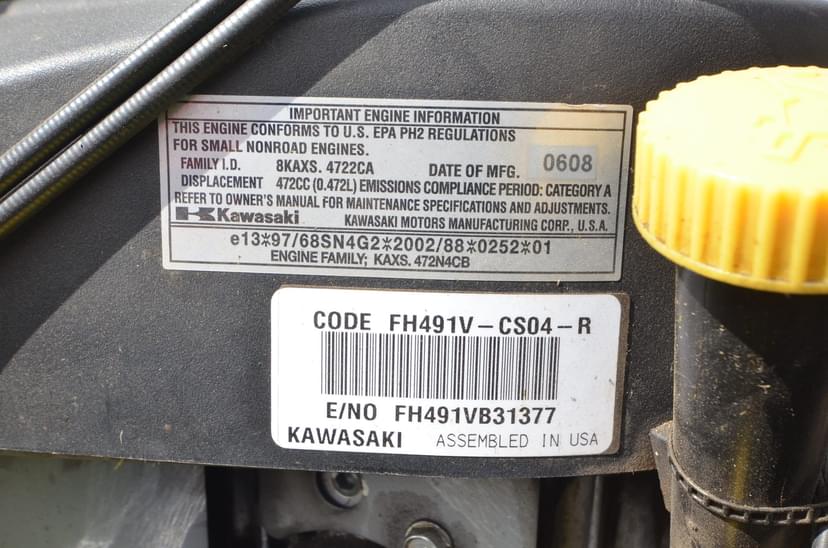 IMPORTANT ENGINE INFORMATION
THIS ENGINE CONFORMS TO U.S. EPA PH2 REGULATIONS
FOR SMALL NONROAD ENGINES.
FAMILY I.D. 8KAXS. 4722CA DATE OF MFG. 0608
DISPLACEMENT 472CC (0.472L) EMISSIONS COMPLIANCE PERIOD: CATEGORY A
REFER TO OWNER'S MANUAL FOR MAINTENANCE SPECIFICATIONS AND ADJUSTMENTS.
Kawasaki KAWASAKI MOTORS MANUFACTURING CORP., U.S.A.
e13*97/68SN4G2*2002/88*0252*01
ENGINE FAMILY; KAXS. 472N4CB
CODE FH491V-CS04-R
E/NO FH491VB31377
KAWASAKI ASSEMBLED IN USA